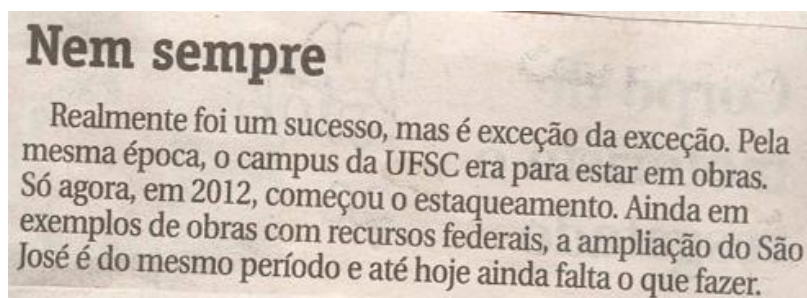 Nem sempre
Realmente foi um sucesso, mas é exceção da exceção. Pela
mesma época, o campus da UFSC era para estar em obras.
Só agora, em 2012, começou o estaqueamento. Ainda em
exemplos de obras com recursos federais, a ampliação do São
José é do mesmo período e até hoje ainda falta o que fazer.